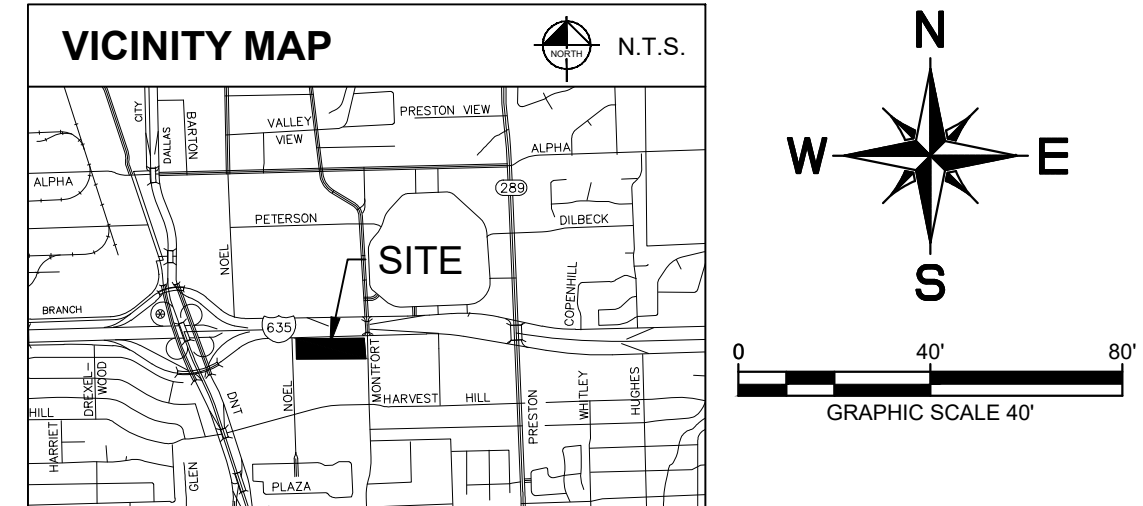 VICINITY MAP
NORTH
N.T.S.
CITY
DALLAS
BARTON
VALLEY
VIEW
PRESTON VIEW
ALPHA
ALPHA
289
PETERSON
DILBECK
NOEL
SITE
COPENHILL
BRANCH
635
DREXEL-
WOOD
DNT
NOEL
MONTFORT
HARVEST HILL
PRESTON
WHITLEY
HUGHES
HILL
HARRIET
GLEN
PLAZA
N
W
E
S
0 40' 80'
GRAPHIC SCALE 40'